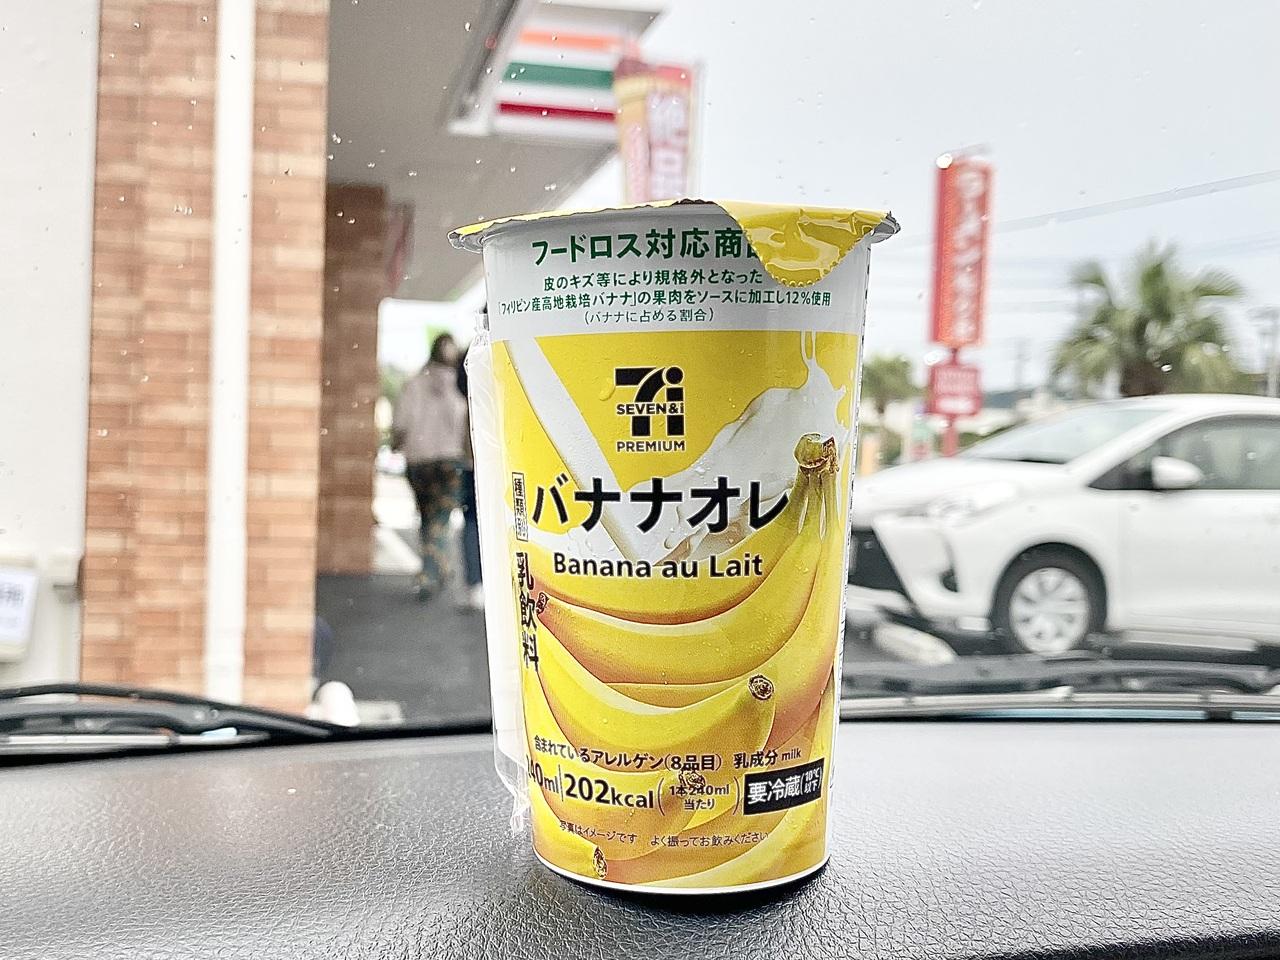 フードロス対応商
皮のキズ等により規格外となった
「フィリピン産高地栽培バナナ」の果肉をソースに加工し12%使用
(バナナに占める割合)
SEVEN&i
PREMIUM
種類別
乳飲料
バナナオレ
Banana au Lait
含まれているアレルゲン(8品目) 乳成分 milk
240ml 202kcal (1本240ml当たり) 要冷蔵(10℃以下)
写真はイメージです よく振ってお飲みください
絶品